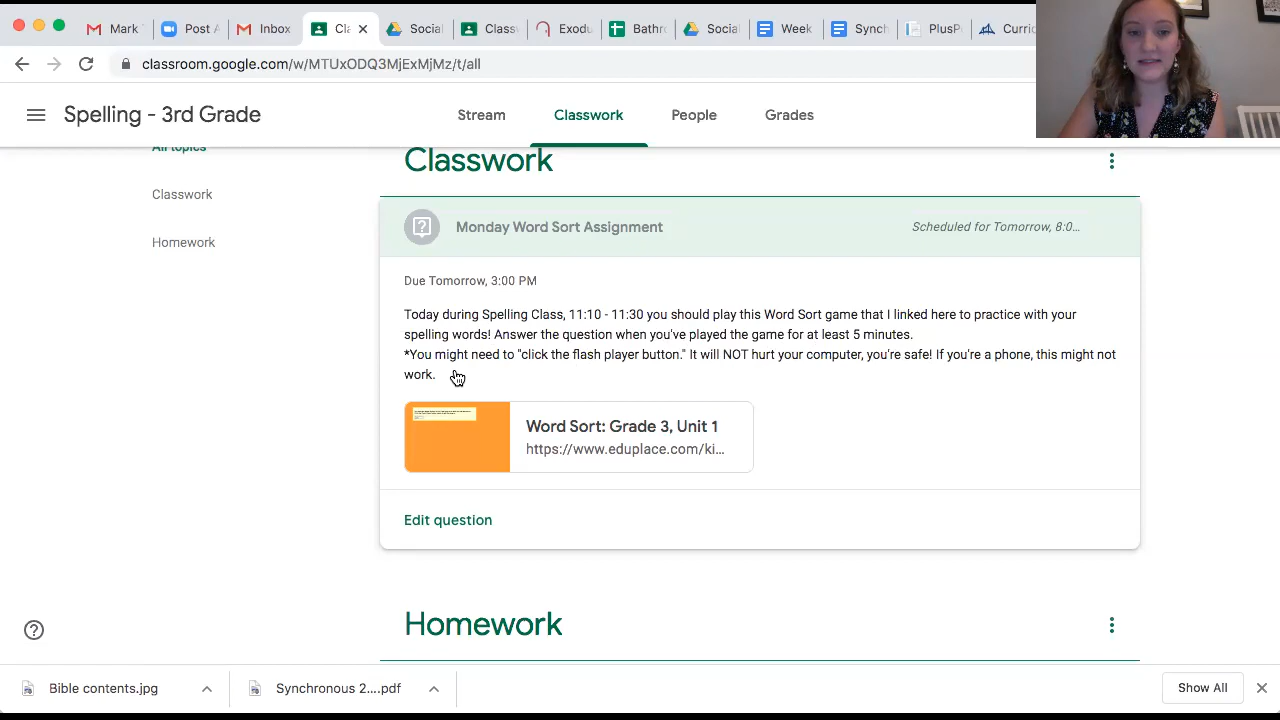 Mark
Post A
Inbox
Cla
Social
Class
Exodu
Bathr
Social
Week
Synch
PlusP
Curric
classroom.google.com/w/MTUxODQ3MjExMjMz/t/all
Spelling - 3rd Grade
Stream
Classwork
People
Grades
All topics
Classwork
Homework
Classwork
Monday Word Sort Assignment
Scheduled for Tomorrow, 8:0...
Due Tomorrow, 3:00 PM
Today during Spelling Class, 11:10 - 11:30 you should play this Word Sort game that I linked here to practice with your
spelling words! Answer the question when you've played the game for at least 5 minutes.
*You might need to "click the flash player button." It will NOT hurt your computer, you're safe! If you're a phone, this might not
work.
Word Sort: Grade 3, Unit 1
https://www.eduplace.com/ki...
Edit question
Homework
Bible contents.jpg
Synchronous 2....pdf
Show All